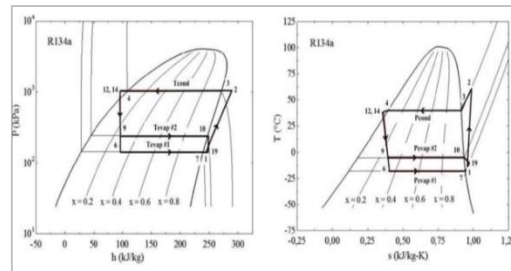 R134a
P (kPa)
10⁴
10³
10²
10¹
Tcond
3
2
12, 14
4
9
Tevap #2
10
6
Tevap #1
7
1
19
x = 0.2
x = 0.4
x = 0.6
x = 0.8
-50
0
50
100
150
200
250
300
h (kJ/kg)
R134a
T (°C)
125
100
75
50
25
0
-25
-50
2
3
12, 14
4
Pcond
9
Pevap #2
10
19
6
Pevap #1
7
1
x = 0.2
x = 0.4
x = 0.6
x = 0.8
-0,25
0,00
0,25
0,50
0,75
1,00
1,25
s (kJ/kg-K)